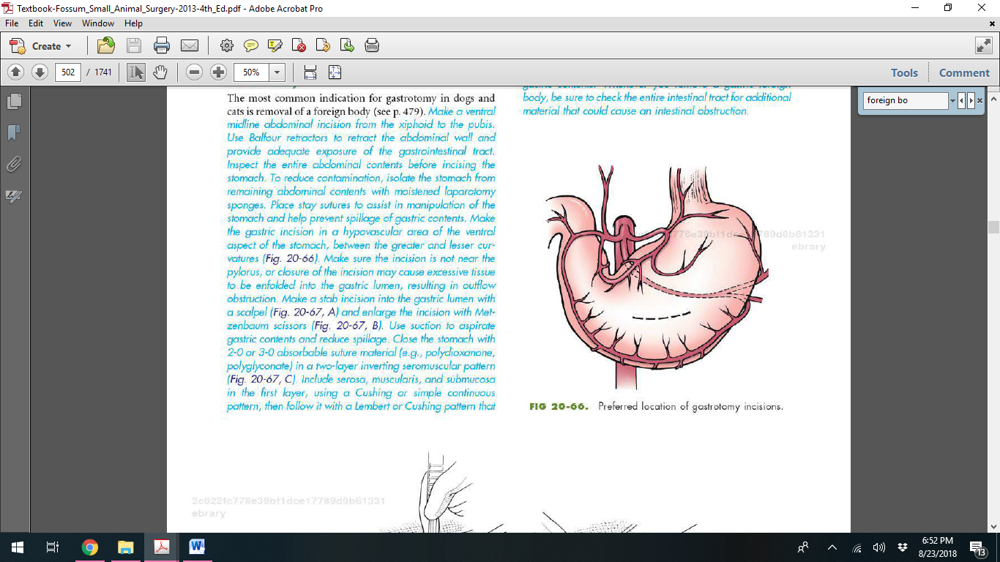 Textbook-Fossum_Small_Animal_Surgery-2013-4th_Ed.pdf - Adobe Acrobat Pro
File Edit View Window Help
Create
502 / 1741
50%
Tools Comment
foreign bo
The most common indication for gastrotomy in dogs and
cats is removal of a foreign body (see p. 479). Make a ventral
midline abdominal incision from the xiphoid to the pubis.
Use Balfour retractors to retract the abdominal wall and
provide adequate exposure of the gastrointestinal tract.
Inspect the entire abdominal contents before incising the
stomach. To reduce contamination, isolate the stomach from
remaining abdominal contents with moistened laparotomy
sponges. Place stay sutures to assist in manipulation of the
stomach and help prevent spillage of gastric contents. Make
the gastric incision in a hypovascular area of the ventral
aspect of the stomach, between the greater and lesser cur-
vatures (Fig. 20-66). Make sure the incision is not near the
pylorus, or closure of the incision may cause excessive tissue
to be enfolded into the gastric lumen, resulting in outflow
obstruction. Make a stab incision into the gastric lumen with
a scalpel (Fig. 20-67, A) and enlarge the incision with Met-
zenbaum scissors (Fig. 20-67, B). Use suction to aspirate
gastric contents and reduce spillage. Close the stomach with
2-0 or 3-0 absorbable suture material (e.g., polydioxanone,
polyglyconate) in a two-layer inverting seromuscular pattern
(Fig. 20-67, C). Include serosa, muscularis, and submucosa
in the first layer, using a Cushing or simple continuous
pattern, then follow it with a Lembert or Cushing pattern that
gastric contents. Whenever you remove a gastric foreign
body, be sure to check the entire intestinal tract for additional
material that could cause an intestinal obstruction.
ebrary
FIG 20-66. Preferred location of gastrotomy incisions.
2c022fc778e39bf1dce17789d0b61331
ebrary
6:52 PM
8/23/2018
13